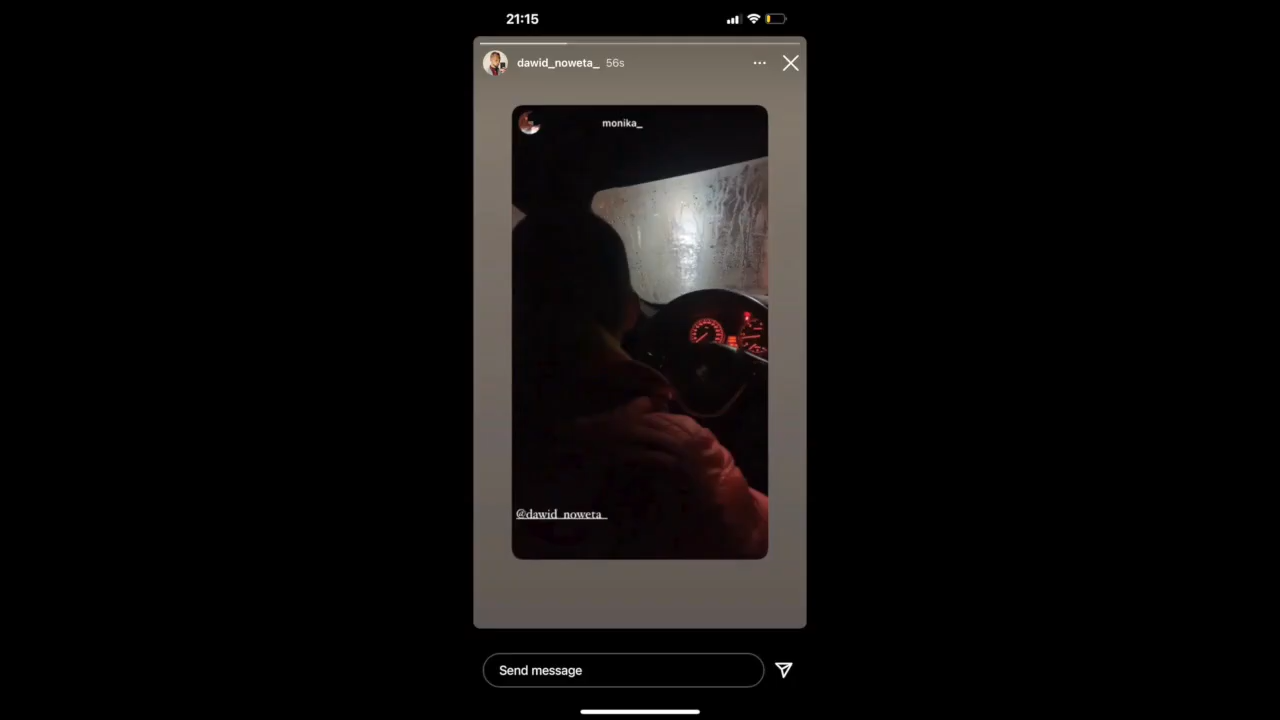 21:15
dawid_noweta_ 56s
monika_
@dawid_noweta_
Send message